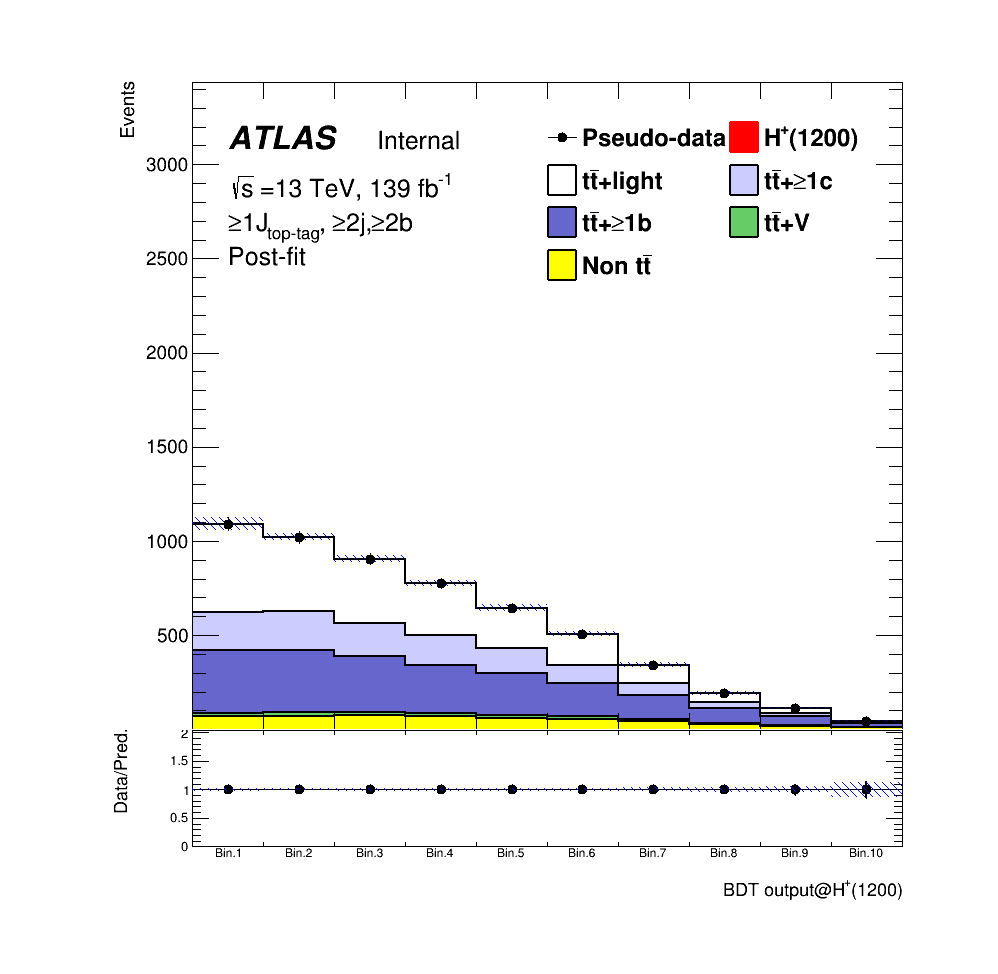 Events
3000
2500
2000
1500
1000
500
ATLAS Internal
√s =13 TeV, 139 fb⁻¹
≥1J_top-tag, ≥2j,≥2b
Post-fit
Pseudo-data
H⁺(1200)
tt̄+light
tt̄+≥1c
tt̄+≥1b
tt̄+V
Non tt̄
Data/Pred.
2
1.5
1
0.5
0
Bin.1 Bin.2 Bin.3 Bin.4 Bin.5 Bin.6 Bin.7 Bin.8 Bin.9 Bin.10
BDT output@H⁺(1200)